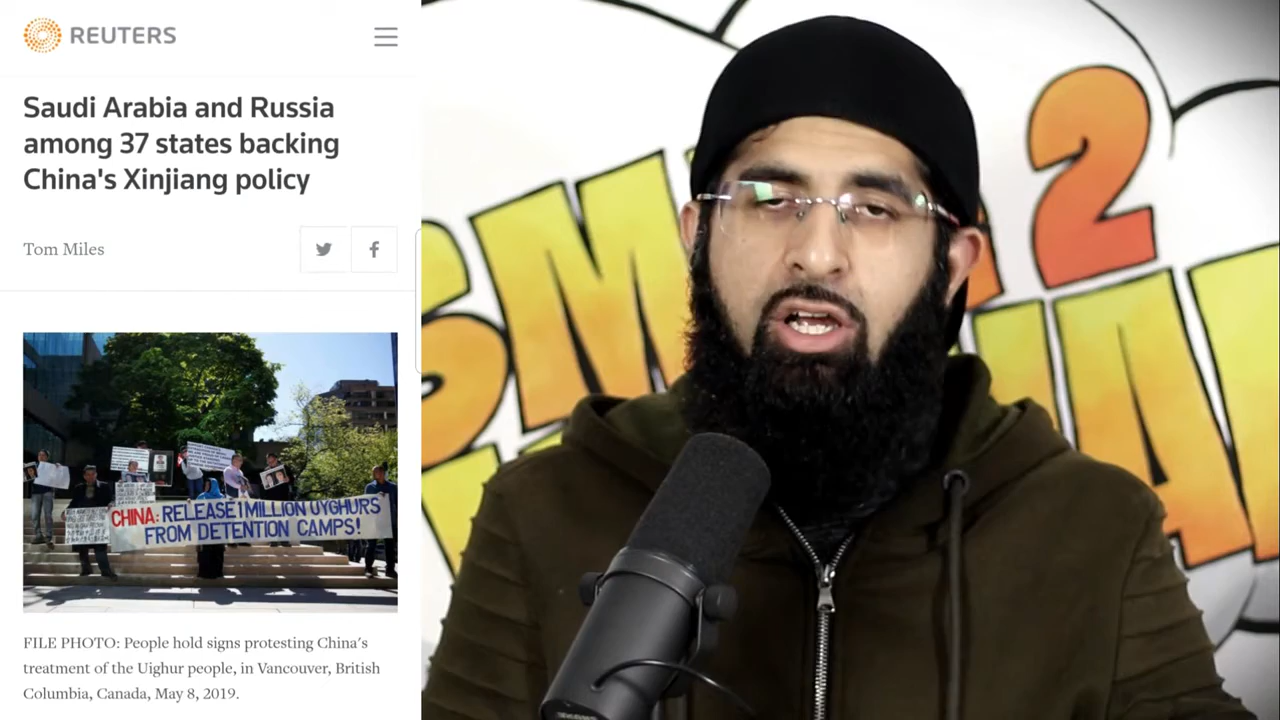 REUTERS
Saudi Arabia and Russia
among 37 states backing
China's Xinjiang policy
Tom Miles
CHINA: RELEASE 1 MILLION UYGHURS
FROM DETENTION CAMPS!
FILE PHOTO: People hold signs protesting China's
treatment of the Uighur people, in Vancouver, British
Columbia, Canada, May 8, 2019.
2